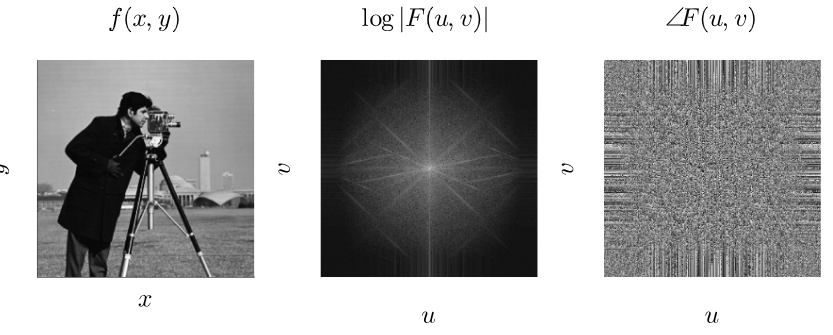 f(x, y)
log |F(u, v)|
∠F(u, v)
v
v
x
u
u